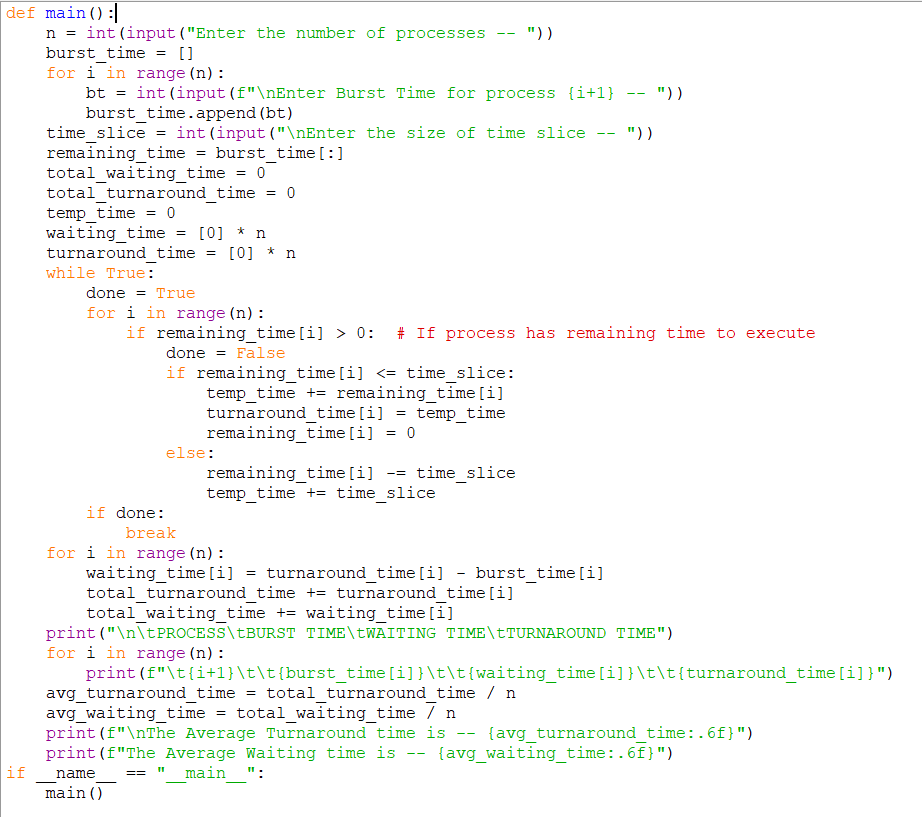 def main():
    n = int(input("Enter the number of processes -- "))
    burst_time = []
    for i in range(n):
        bt = int(input(f"\nEnter Burst Time for process {i+1} -- "))
        burst_time.append(bt)
    time_slice = int(input("\nEnter the size of time slice -- "))
    remaining_time = burst_time[:]
    total_waiting_time = 0
    total_turnaround_time = 0
    temp_time = 0
    waiting_time = [0] * n
    turnaround_time = [0] * n
    while True:
        done = True
        for i in range(n):
            if remaining_time[i] > 0:  # If process has remaining time to execute
                done = False
                if remaining_time[i] <= time_slice:
                    temp_time += remaining_time[i]
                    turnaround_time[i] = temp_time
                    remaining_time[i] = 0
                else:
                    remaining_time[i] -= time_slice
                    temp_time += time_slice
        if done:
            break
    for i in range(n):
        waiting_time[i] = turnaround_time[i] - burst_time[i]
        total_turnaround_time += turnaround_time[i]
        total_waiting_time += waiting_time[i]
    print("\n\tPROCESS\tBURST TIME\tWAITING TIME\tTURNAROUND TIME")
    for i in range(n):
        print(f"\t{i+1}\t\t{burst_time[i]}\t\t{waiting_time[i]}\t\t{turnaround_time[i]}")
    avg_turnaround_time = total_turnaround_time / n
    avg_waiting_time = total_waiting_time / n
    print(f"\nThe Average Turnaround time is -- {avg_turnaround_time:.6f}")
    print(f"The Average Waiting time is -- {avg_waiting_time:.6f}")
if __name__ == "__main__":
    main()